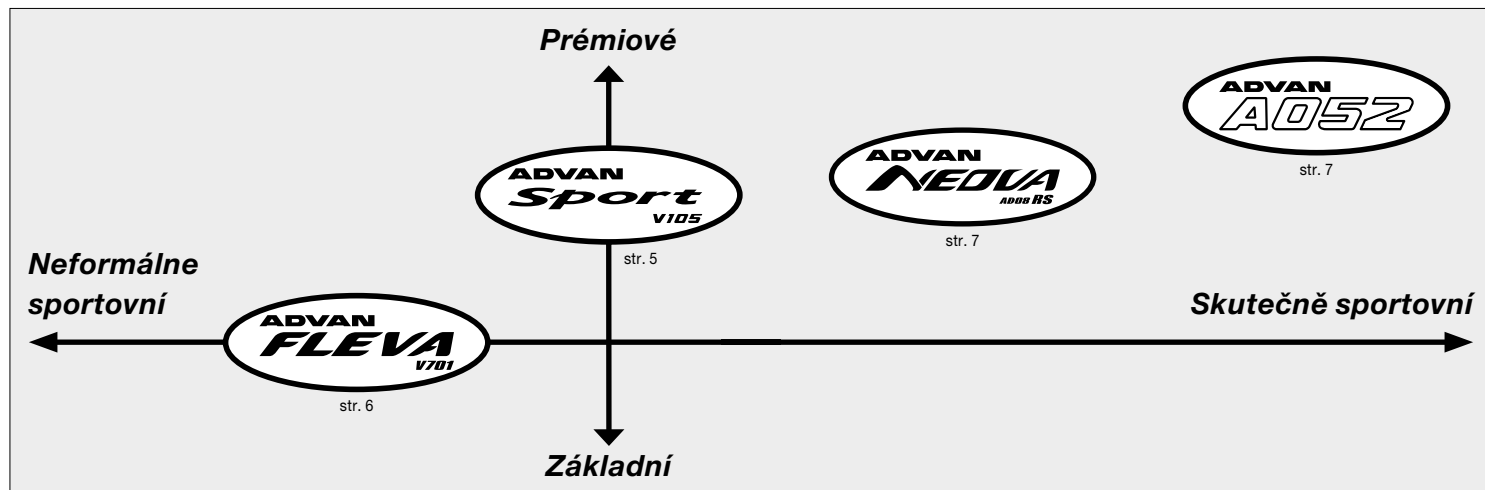 Prémiové
ADVAN
A052
str. 7
ADVAN
NEOVA
AD08 RS
str. 7
ADVAN
Sport
V105
str. 5
Neformálne
sportovní
Skutečně sportovní
ADVAN
FLEVA
V701
str. 6
Základní